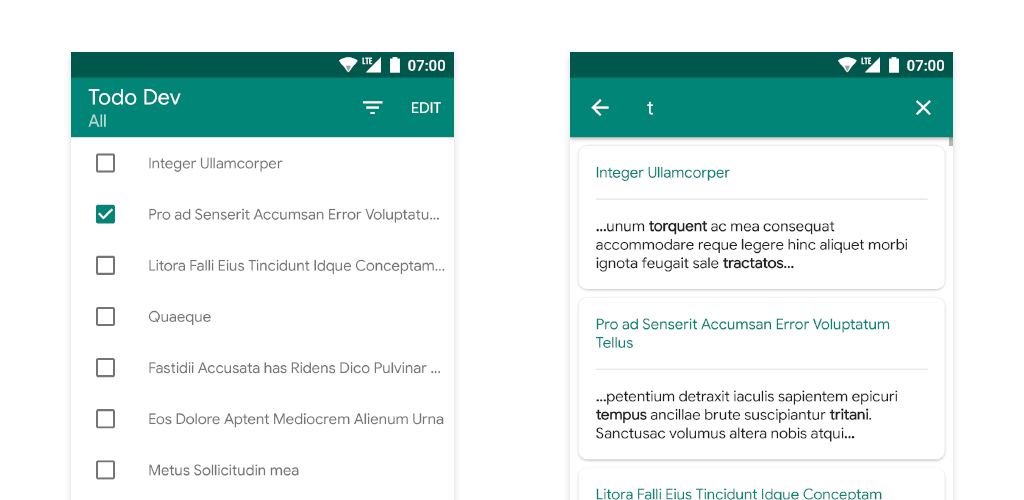 LTE 07:00
Todo Dev
All
EDIT
Integer Ullamcorper
Pro ad Senserit Accumsan Error Voluptatu...
Litora Falli Eius Tincidunt Idque Conceptam...
Quaeque
Fastidii Accusata has Ridens Dico Pulvinar ...
Eos Dolore Aptent Mediocrem Alienum Urna
Metus Sollicitudin mea
LTE 07:00
t
Integer Ullamcorper
...unum torquent ac mea consequat
accommodare reque legere hinc aliquet morbi
ignota feugait sale tractatos...
Pro ad Senserit Accumsan Error Voluptatum
Tellus
...petentium detraxit iaculis sapientem epicuri
tempus ancillae brute suscipiantur tritani.
Sanctusac volumus altera nobis atqui...
Litora Falli Eius Tincidunt Idque Conceptam